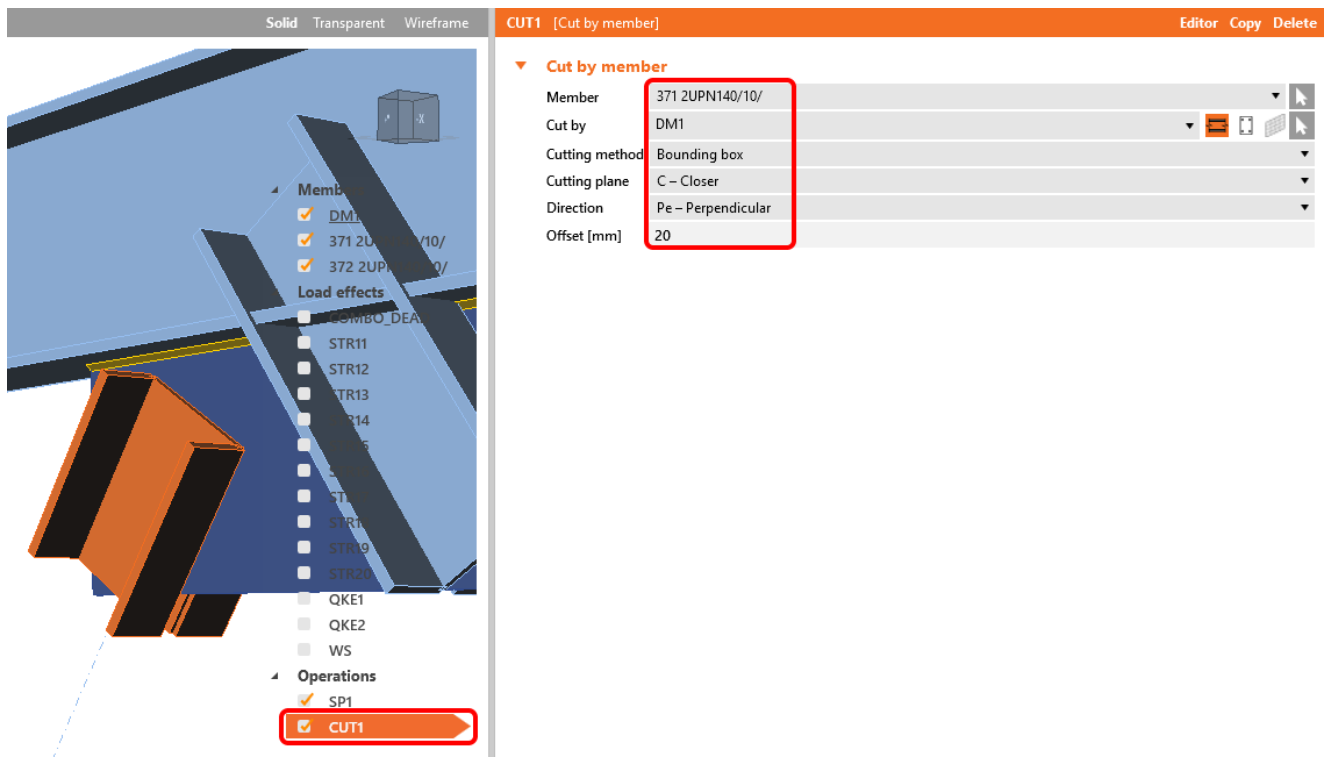 Solid Transparent Wireframe
CUT1 [Cut by member] Editor Copy Delete
Cut by member
Member 371 2UPN140/10/
Cut by DM1
Cutting method Bounding box
Cutting plane C – Closer
Direction Pe – Perpendicular
Offset [mm] 20
-X
Members
DM1
371 2UPN140/10/
372 2UPN140/10/
Load effects
STR11
STR12
STR13
STR14
STR19
STR20
QKE1
QKE2
WS
Operations
SP1
CUT1